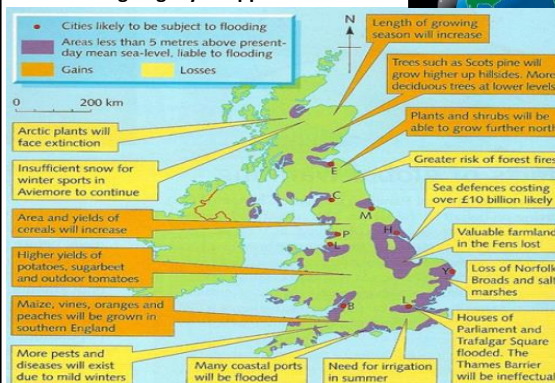 Cities likely to be subject to flooding
Areas less than 5 metres above present-
day mean sea-level, liable to flooding
Gains
Losses
0 200 km
N
Length of growing
season will increase
Trees such as Scots pine will
grow higher up hillsides. More
deciduous trees at lower levels
Plants and shrubs will be
able to grow further nort
Greater risk of forest fires
Sea defences costing
over £10 billion likely
Valuable farmland
in the Fens lost
Loss of Norfolk
Broads and salt
marshes
Houses of
Parliament and
Trafalgar Square
flooded. The
Thames Barrier
will be ineffectual
Arctic plants will
face extinction
Insufficient snow for
winter sports in
Aviemore to continue
Area and yields of
cereals will increase
Higher yields of
potatoes, sugarbeet
and outdoor tomatoes
Maize, vines, oranges and
peaches will be grown in
southern England
More pests and
diseases will exist
due to mild winters
Many coastal ports
will be flooded
Need for irrigation
in summer
E
C
M
P
H
L
Y
B
L